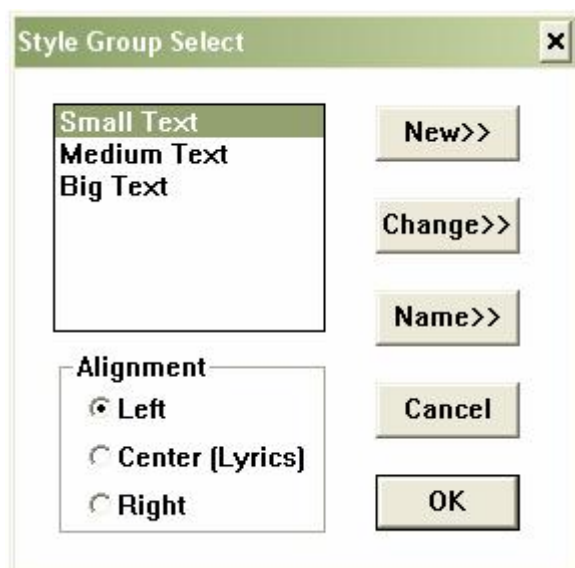 Style Group Select
Small Text
Medium Text
Big Text
New>>
Change>>
Name>>
Alignment
Left
Center (Lyrics)
Right
Cancel
OK